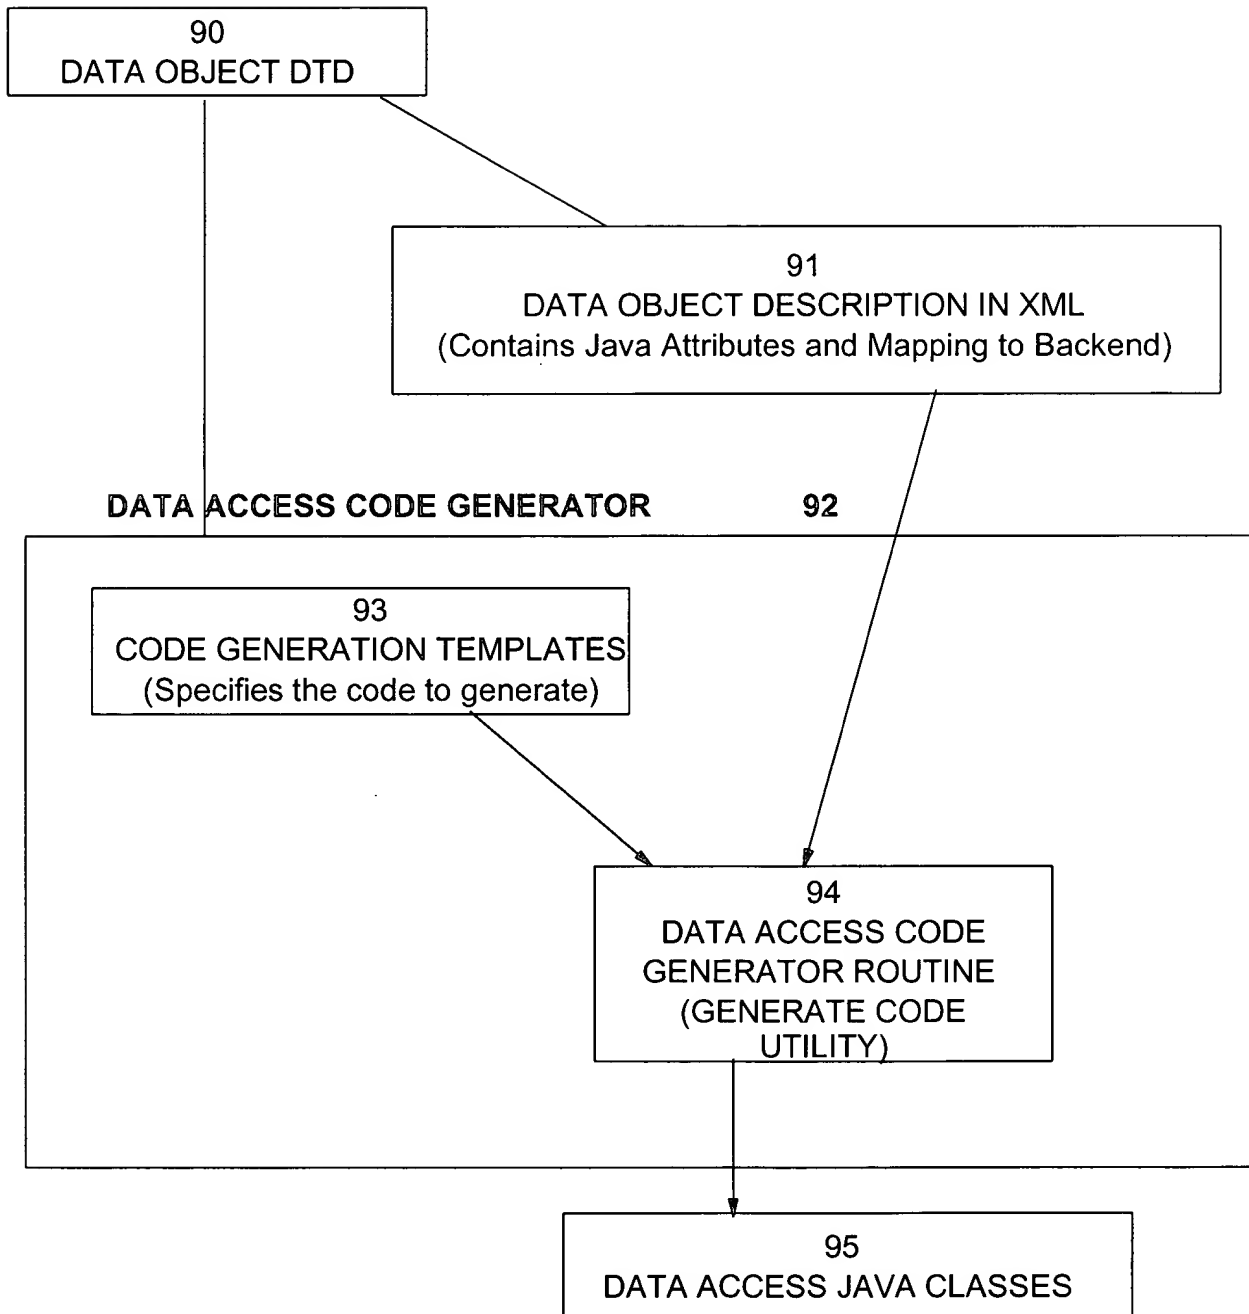 90
DATA OBJECT DTD
91
DATA OBJECT DESCRIPTION IN XML
(Contains Java Attributes and Mapping to Backend)
DATA ACCESS CODE GENERATOR 92
93
CODE GENERATION TEMPLATES
(Specifies the code to generate)
94
DATA ACCESS CODE
GENERATOR ROUTINE
(GENERATE CODE
UTILITY)
95
DATA ACCESS JAVA CLASSES